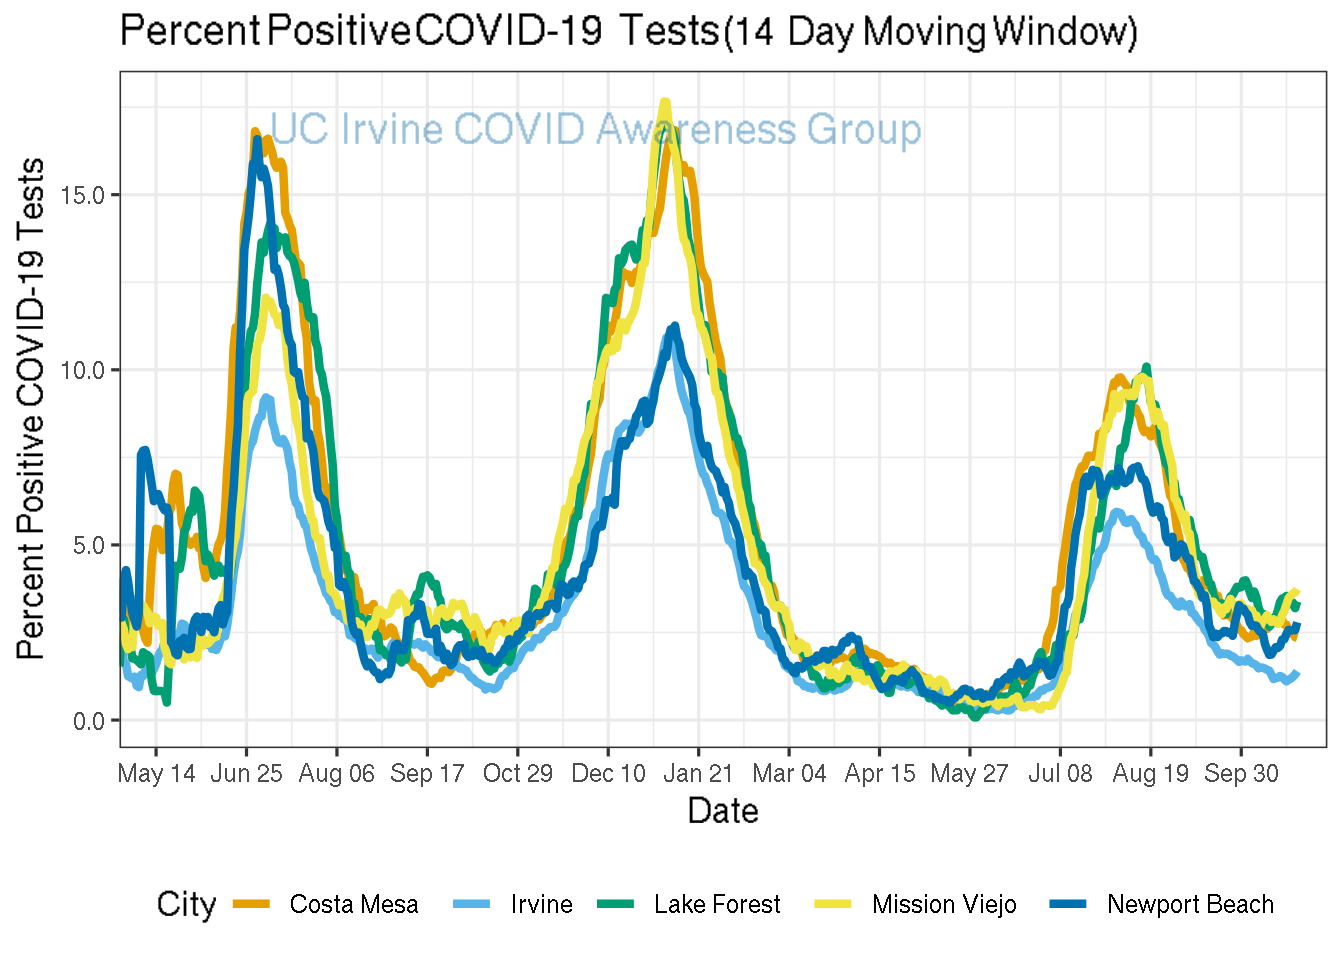 Percent Positive COVID-19 Tests(14 Day Moving Window)
UC Irvine COVID Awareness Group
Percent Positive COVID-19 Tests
15.0
10.0
5.0
0.0
May 14 Jun 25 Aug 06 Sep 17 Oct 29 Dec 10 Jan 21 Mar 04 Apr 15 May 27 Jul 08 Aug 19 Sep 30
Date
City Costa Mesa Irvine Lake Forest Mission Viejo Newport Beach